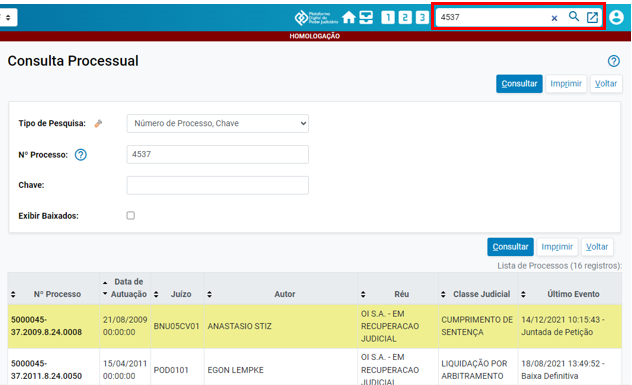 Plataforma
Digital do
Poder Judiciário
1 2 3
4537 x
HOMOLOGAÇÃO
Consulta Processual
Consultar Imprimir Voltar
Tipo de Pesquisa: Número de Processo, Chave
Nº Processo: ? 4537
Chave:
Exibir Baixados:
Consultar Imprimir Voltar
Lista de Processos (16 registros):
Nº Processo Data de Autuação Juízo Autor Réu Classe Judicial Último Evento
5000045-37.2009.8.24.0008 21/08/2009 00:00:00 BNU05CV01 ANASTASIO STIZ OI S.A. - EM RECUPERACAO JUDICIAL CUMPRIMENTO DE SENTENÇA 14/12/2021 10:15:43 - Juntada de Petição
5000045-37.2011.8.24.0050 15/04/2011 00:00:00 POD0101 EGON LEMPKE OI S.A. - EM RECUPERACAO JUDICIAL LIQUIDAÇÃO POR ARBITRAMENTO 18/08/2021 13:49:52 - Baixa Definitiva